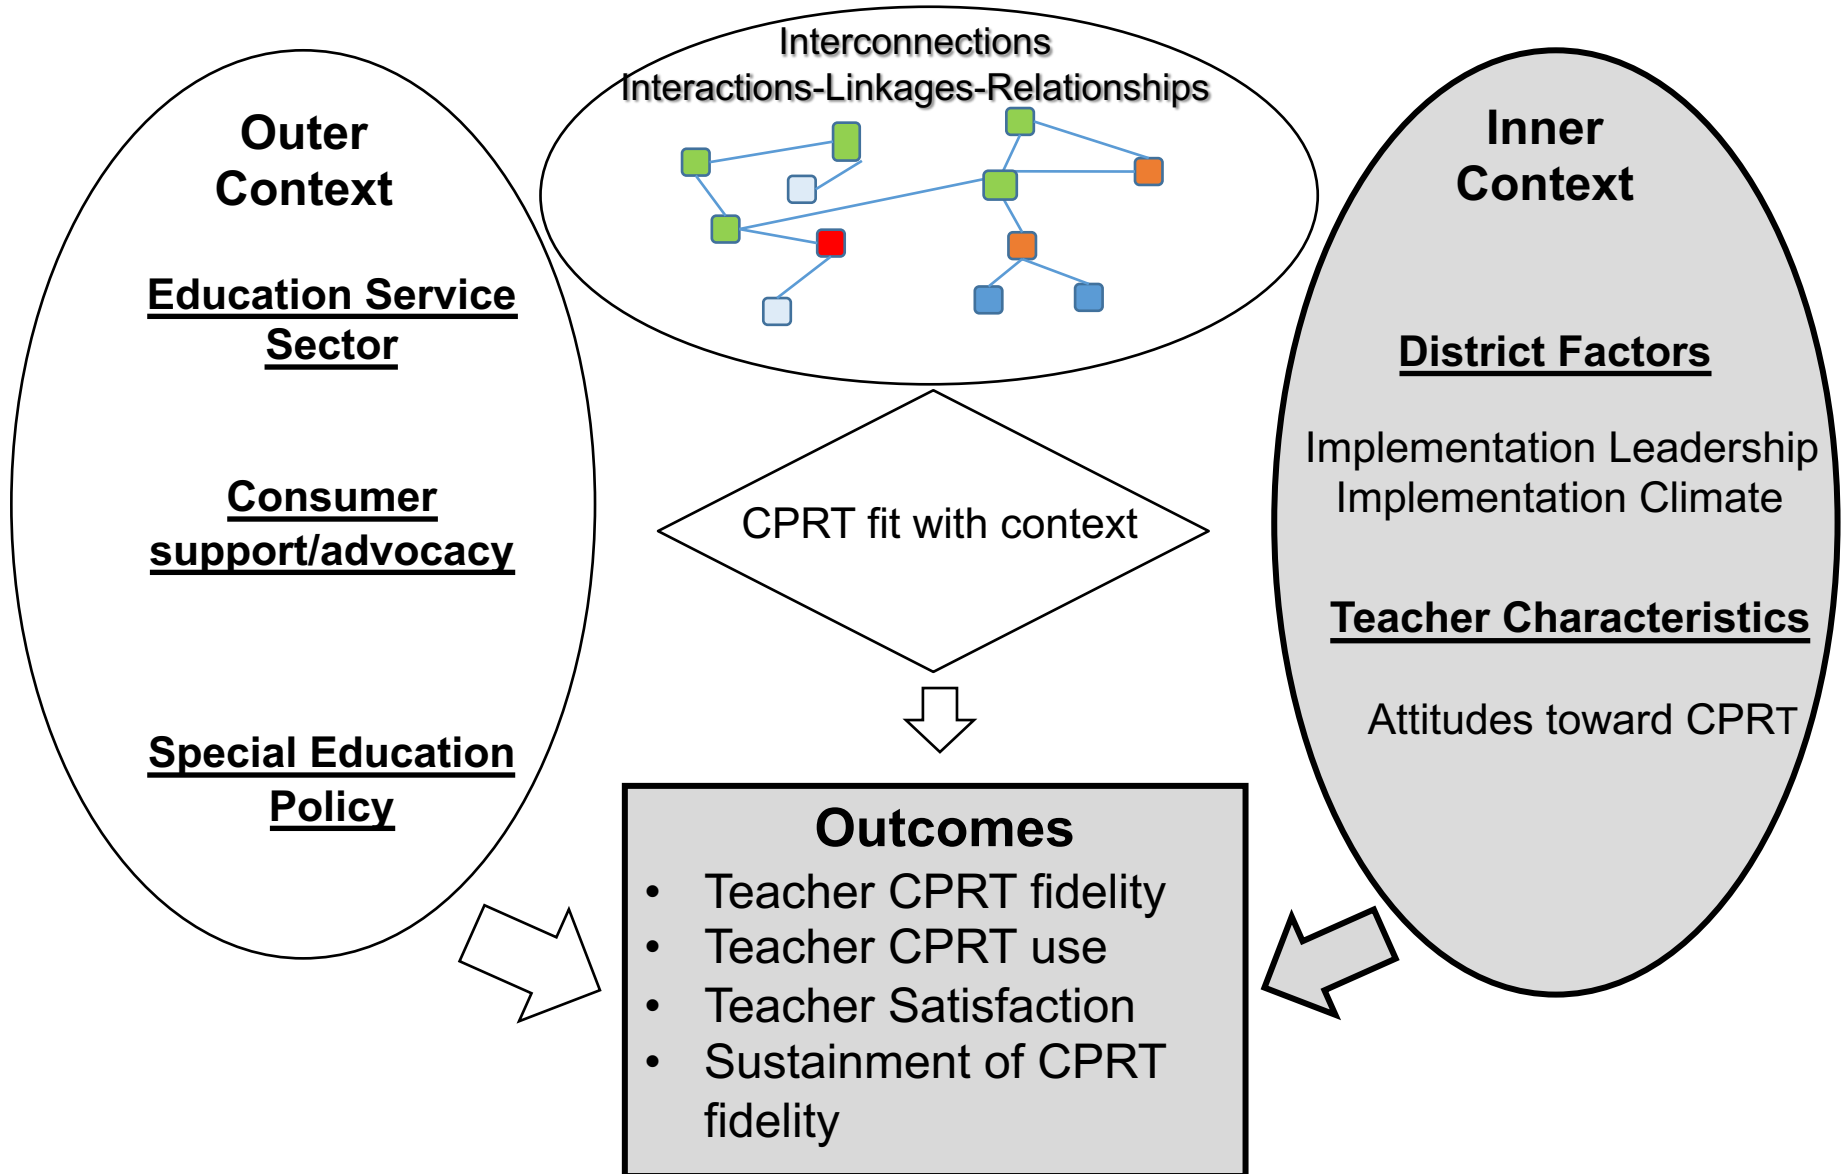 Interconnections
Interactions-Linkages-Relationships
Outer
Context
Education Service
Sector
Consumer
support/advocacy
Special Education
Policy
CPRT fit with context
Inner
Context
District Factors
Implementation Leadership
Implementation Climate
Teacher Characteristics
Attitudes toward CPRT
Outcomes
• Teacher CPRT fidelity
• Teacher CPRT use
• Teacher Satisfaction
• Sustainment of CPRT
fidelity